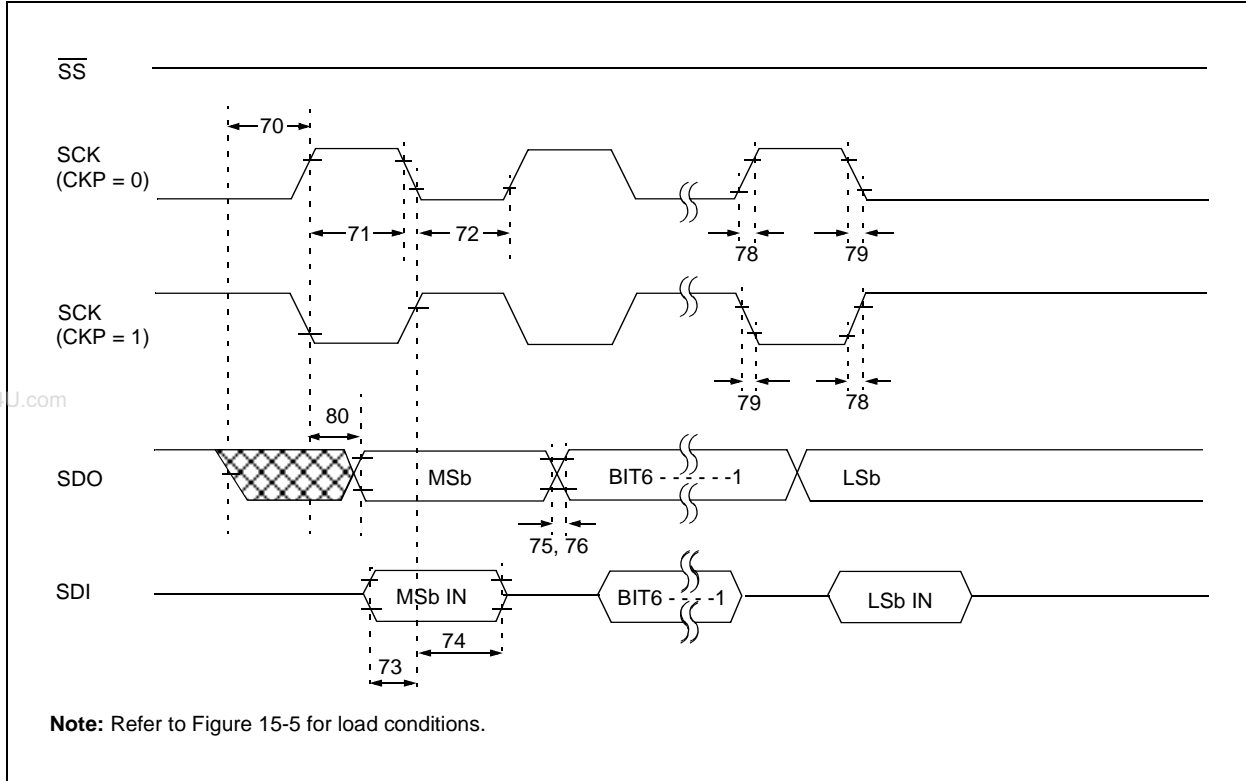 SS
70
SCK
(CKP = 0)
71
72
78
79
SCK
(CKP = 1)
79
78
U.com
80
SDO
MSb
BIT6 - - - - - -1
LSb
75, 76
SDI
MSb IN
BIT6 - - - - -1
LSb IN
74
73
Note: Refer to Figure 15-5 for load conditions.